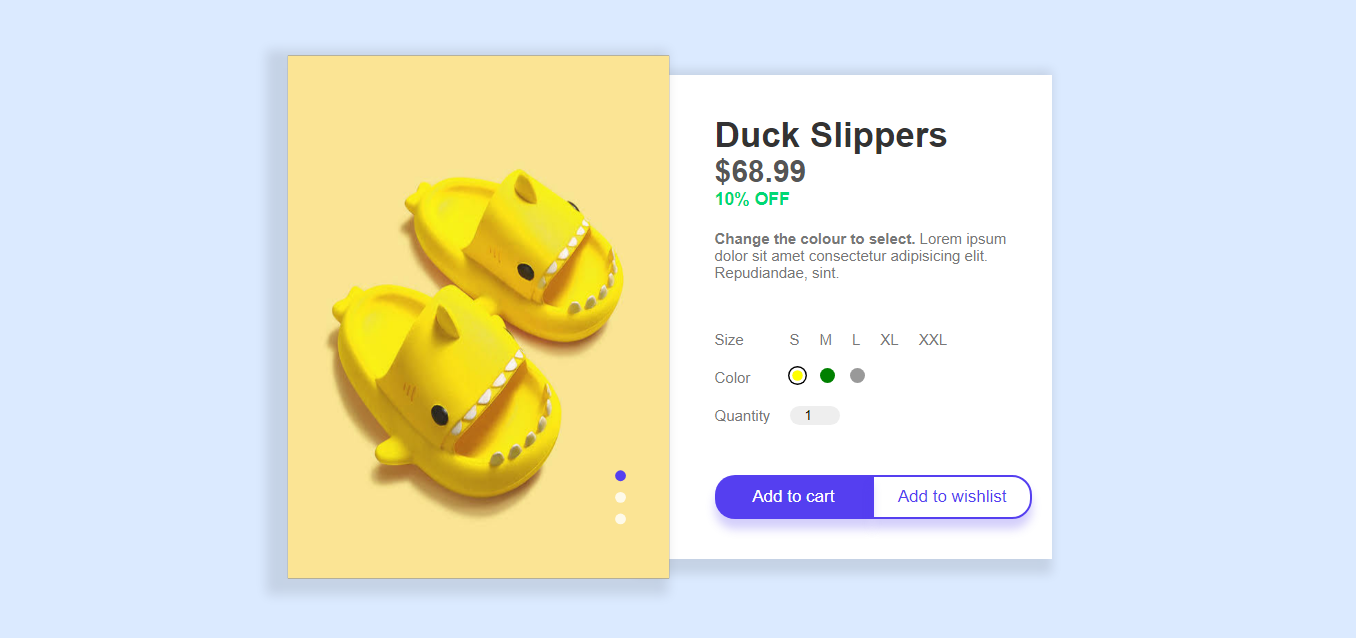 Duck Slippers
$68.99
10% OFF
Change the colour to select. Lorem ipsum
dolor sit amet consectetur adipisicing elit.
Repudiandae, sint.
Size S M L XL XXL
Color
Quantity 1
Add to cart Add to wishlist